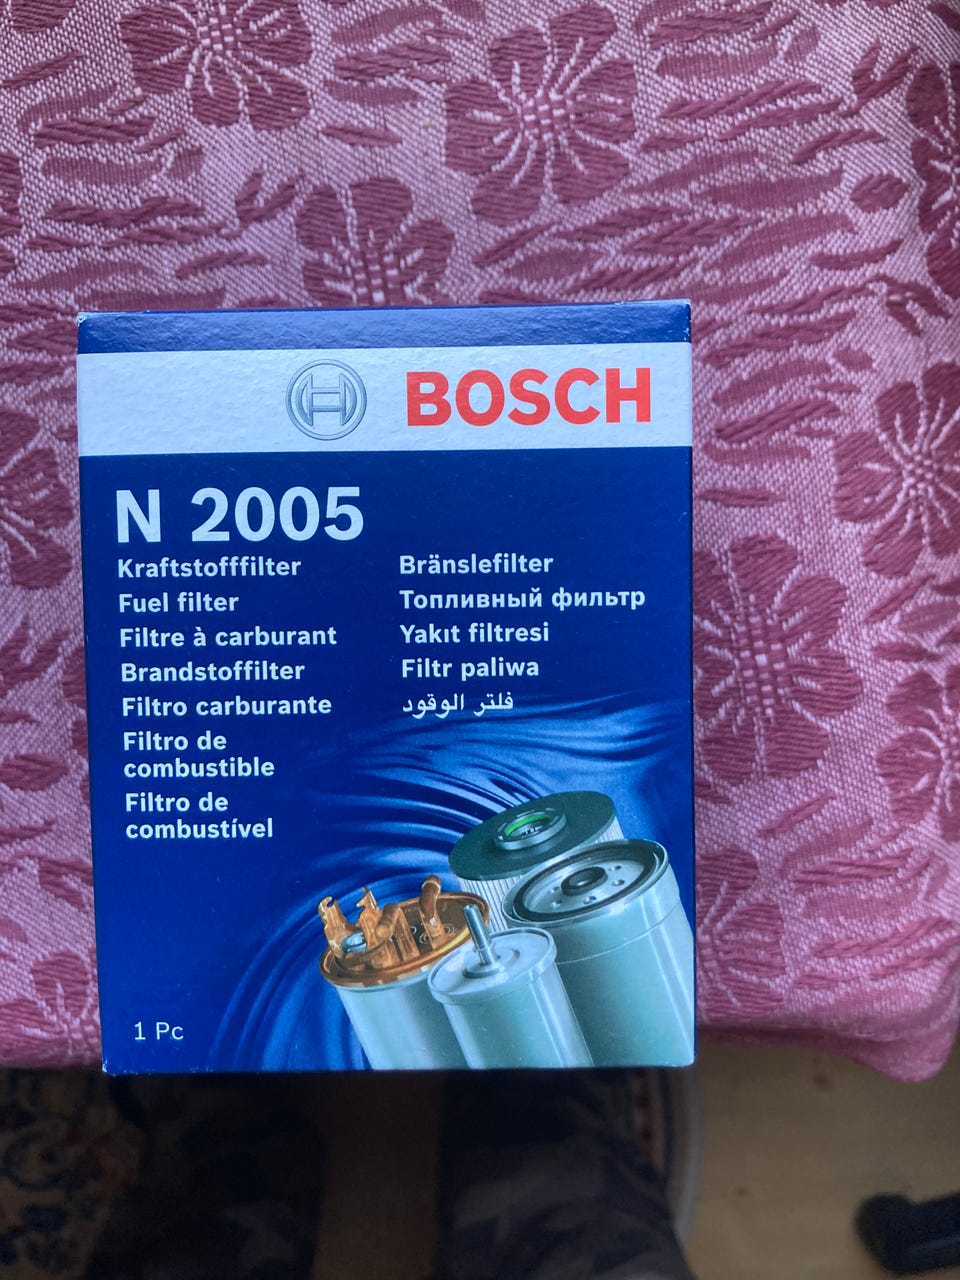 BOSCH
N 2005
Kraftstofffilter
Fuel filter
Filtre à carburant
Brandstoffilter
Filtro carburante
Filtro de
combustible
Filtro de
combustível
Bränslefilter
Топливный фильтр
Yakıt filtresi
Filtr paliwa
فلتر الوقود
1 Pc